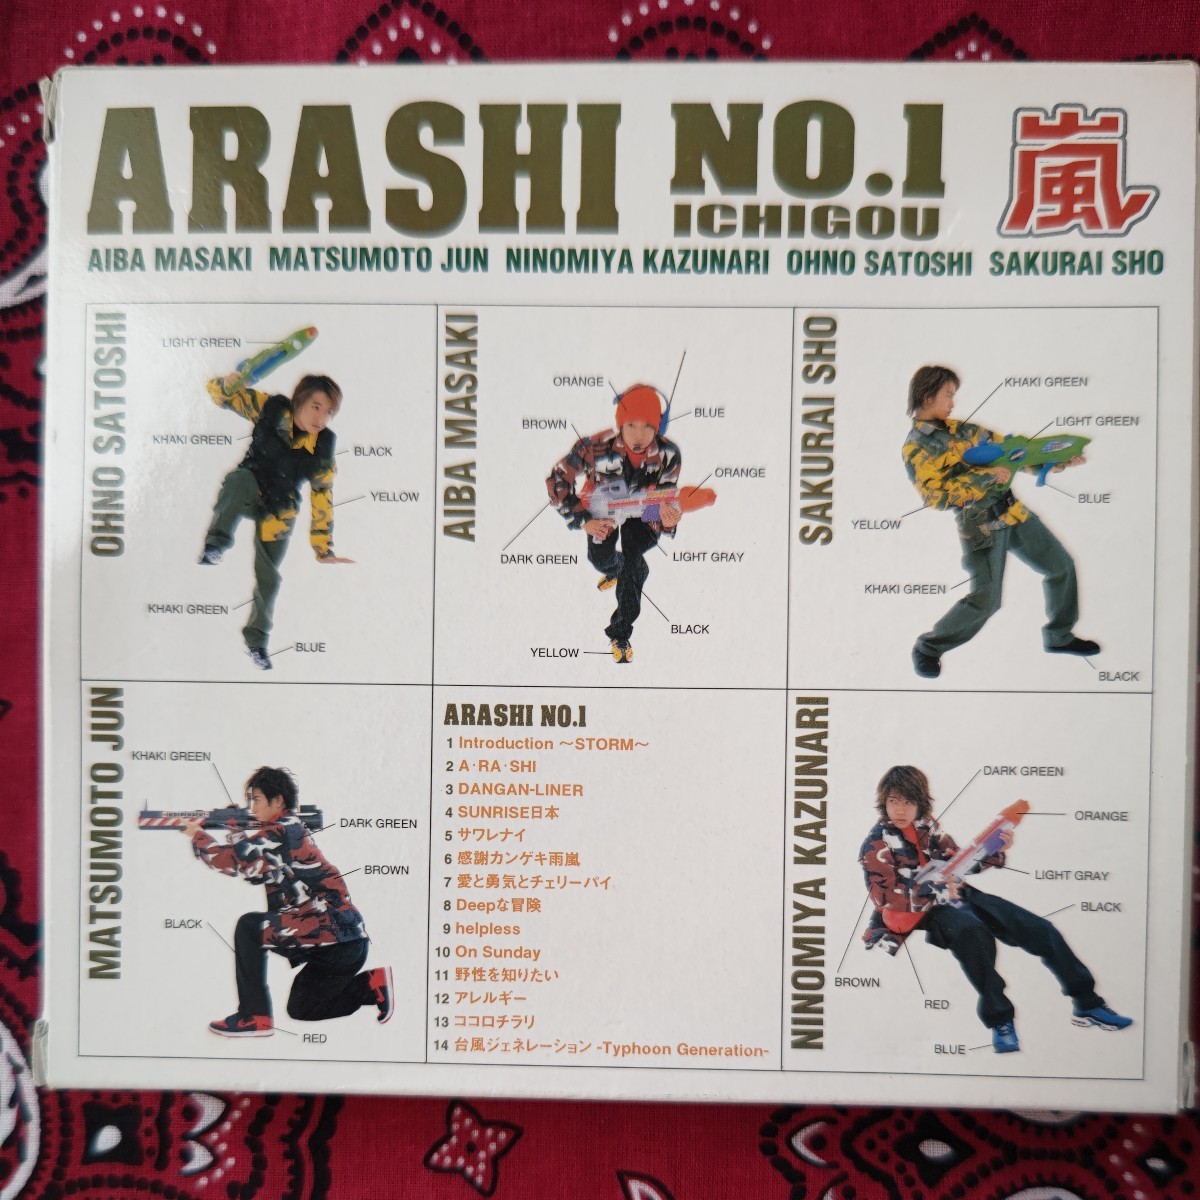 ARASHI NO.1 嵐
ICHIGOU
AIBA MASAKI MATSUMOTO JUN NINOMIYA KAZUNARI OHNO SATOSHI SAKURAI SHO
OHNO SATOSHI
LIGHT GREEN
KHAKI GREEN
BLACK
YELLOW
KHAKI GREEN
BLUE
AIBA MASAKI
ORANGE
BLUE
BROWN
ORANGE
DARK GREEN
LIGHT GRAY
BLACK
YELLOW
SAKURAI SHO
KHAKI GREEN
LIGHT GREEN
BLUE
YELLOW
KHAKI GREEN
BLACK
MATSUMOTO JUN
KHAKI GREEN
DARK GREEN
BROWN
BLACK
RED
ARASHI NO.1
1 Introduction ～STORM～
2 A・RA・SHI
3 DANGAN-LINER
4 SUNRISE日本
5 サワレナイ
6 感謝カンゲキ雨嵐
7 愛と勇気とチェリーパイ
8 Deepな冒険
9 helpless
10 On Sunday
11 野性を知りたい
12 アレルギー
13 ココロチラリ
14 台風ジェネレーション -Typhoon Generation-
NINOMIYA KAZUNARI
DARK GREEN
ORANGE
LIGHT GRAY
BLACK
BROWN
RED
BLUE